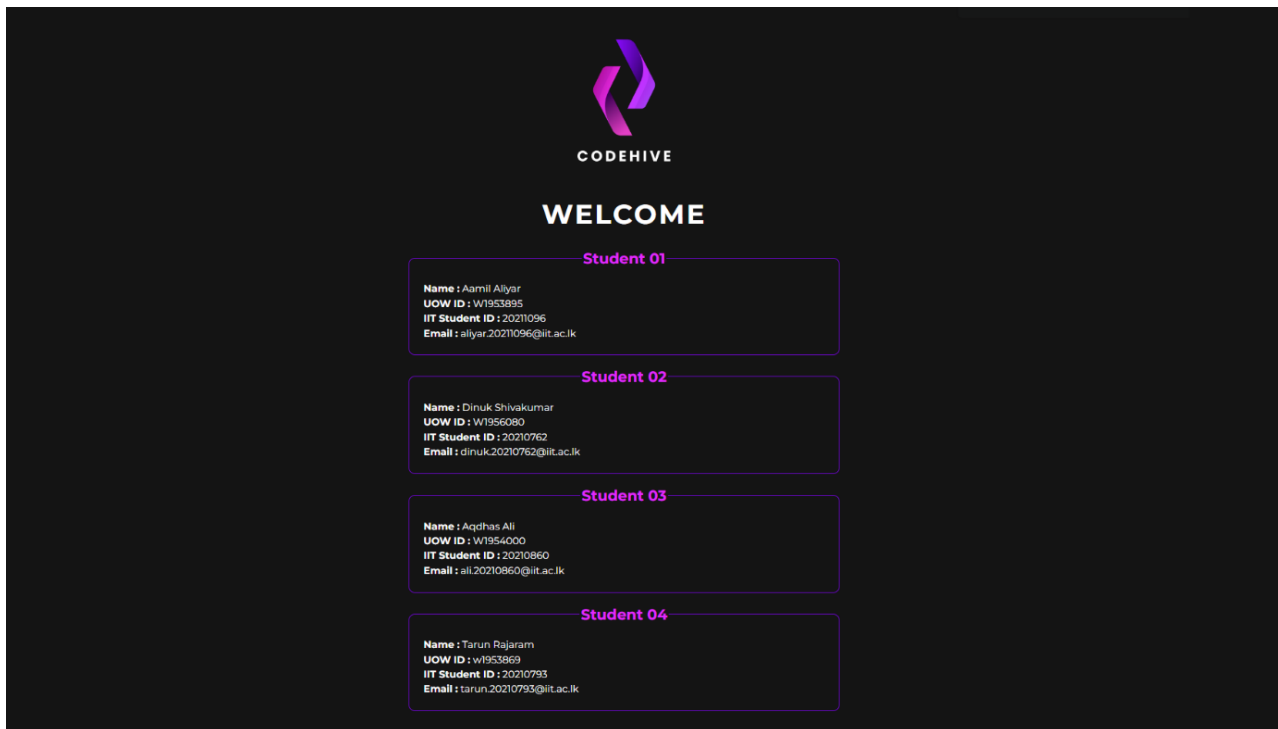 CODEHIVE
WELCOME
Student 01
Name : Aamil Aliyar
UOW ID : W1953895
IIT Student ID : 20211096
Email : aliyar.20211096@iit.ac.lk
Student 02
Name : Dinuk Shivakumar
UOW ID : W1956080
IIT Student ID : 20210762
Email : dinuk.20210762@iit.ac.lk
Student 03
Name : Aqdhas Ali
UOW ID : W1954000
IIT Student ID : 20210860
Email : ali.20210860@iit.ac.lk
Student 04
Name : Tarun Rajaram
UOW ID : w1953869
IIT Student ID : 20210793
Email : tarun.20210793@iit.ac.lk